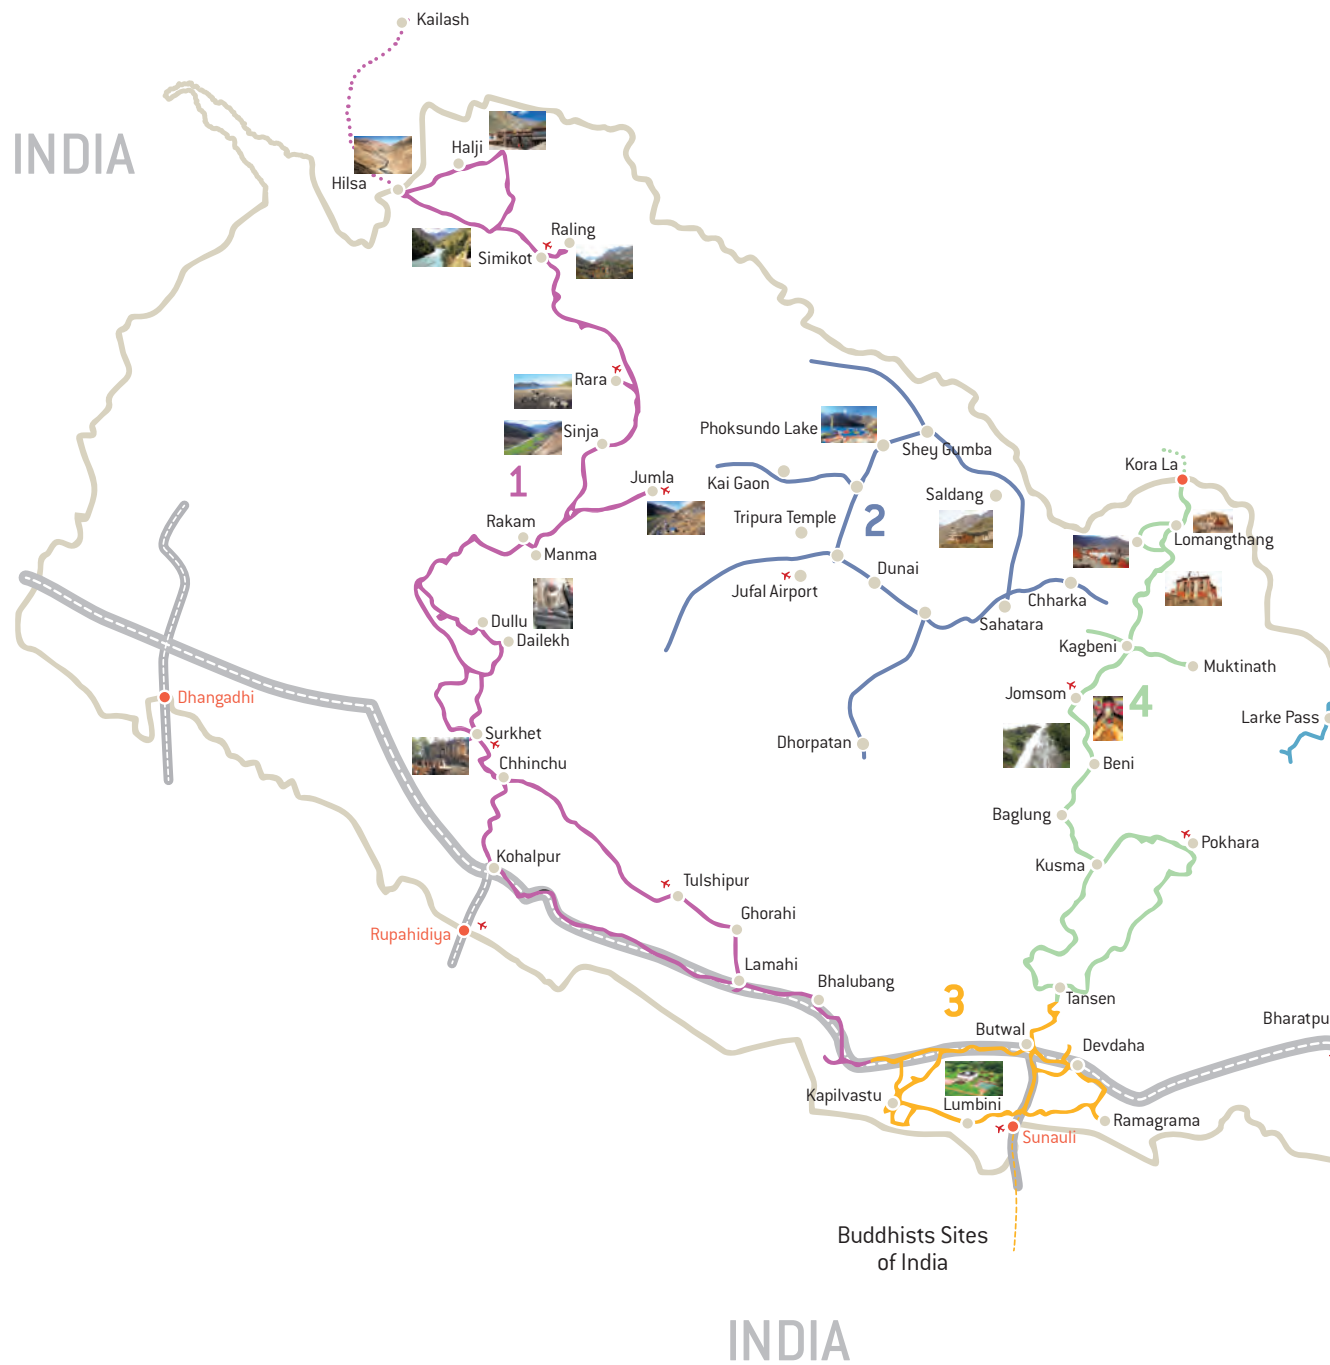 Kailash
INDIA
Halji
Hilsa
Raling
Simikot
Rara
Sinja
Phoksundo Lake
Shey Gumba
Kora La
1
Jumla
Kai Gaon
Saldang
Rakam
Tripura Temple
2
Lomangthang
Manma
Dunai
Jufal Airport
Chharka
Dullu
Dailekh
Sahatara
Kagbeni
Muktinath
Dhangadhi
Jomsom
4
Larke Pass
Surkhet
Dhorpatan
Chhinchu
Beni
Baglung
Pokhara
Kohalpur
Kusma
Tulshipur
Ghorahi
Rupahidiya
Lamahi
Bhalubang
3
Tansen
Bharatpu
Butwal
Devdaha
Kapilvastu
Lumbini
Ramagrama
Sunauli
Buddhists Sites
of India
INDIA